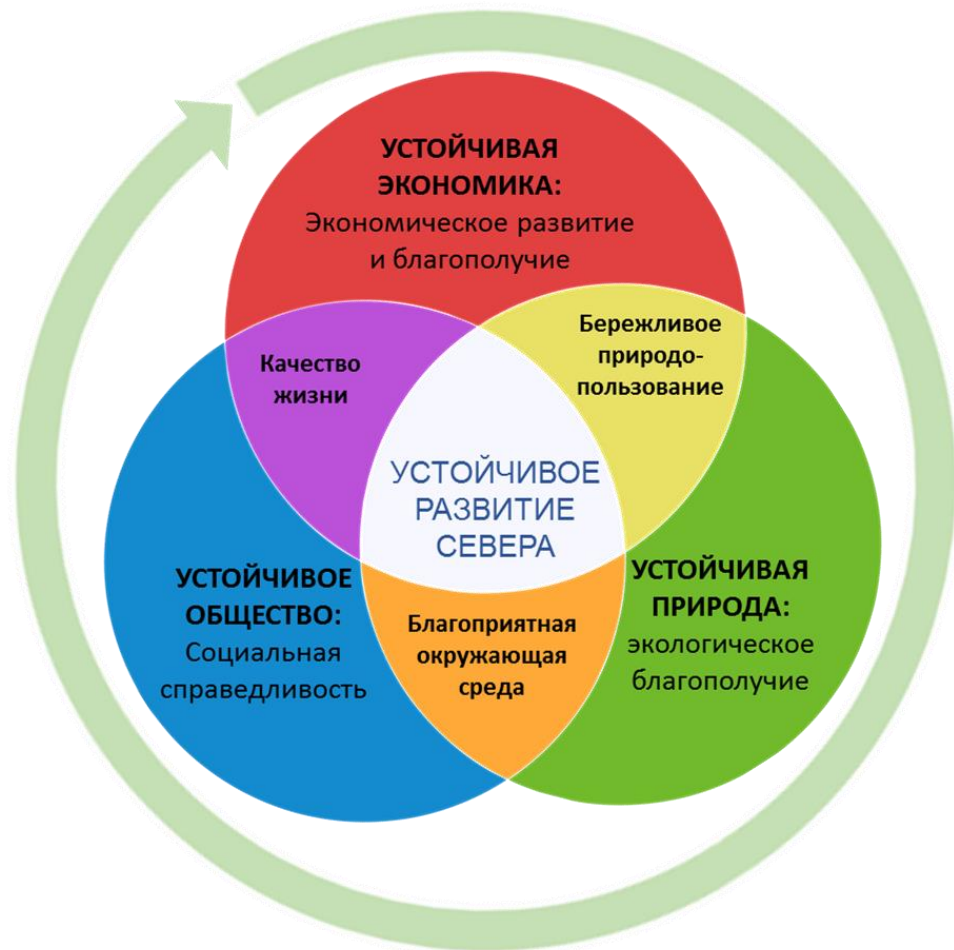 УСТОЙЧИВАЯ
ЭКОНОМИКА:
Экономическое развитие
и благополучие
Качество
жизни
Бережливое
природо-
пользование
УСТОЙЧИВОЕ
РАЗВИТИЕ
СЕВЕРА
УСТОЙЧИВОЕ
ОБЩЕСТВО:
Социальная
справедливость
Благоприятная
окружающая
среда
УСТОЙЧИВАЯ
ПРИРОДА:
экологическое
благополучие